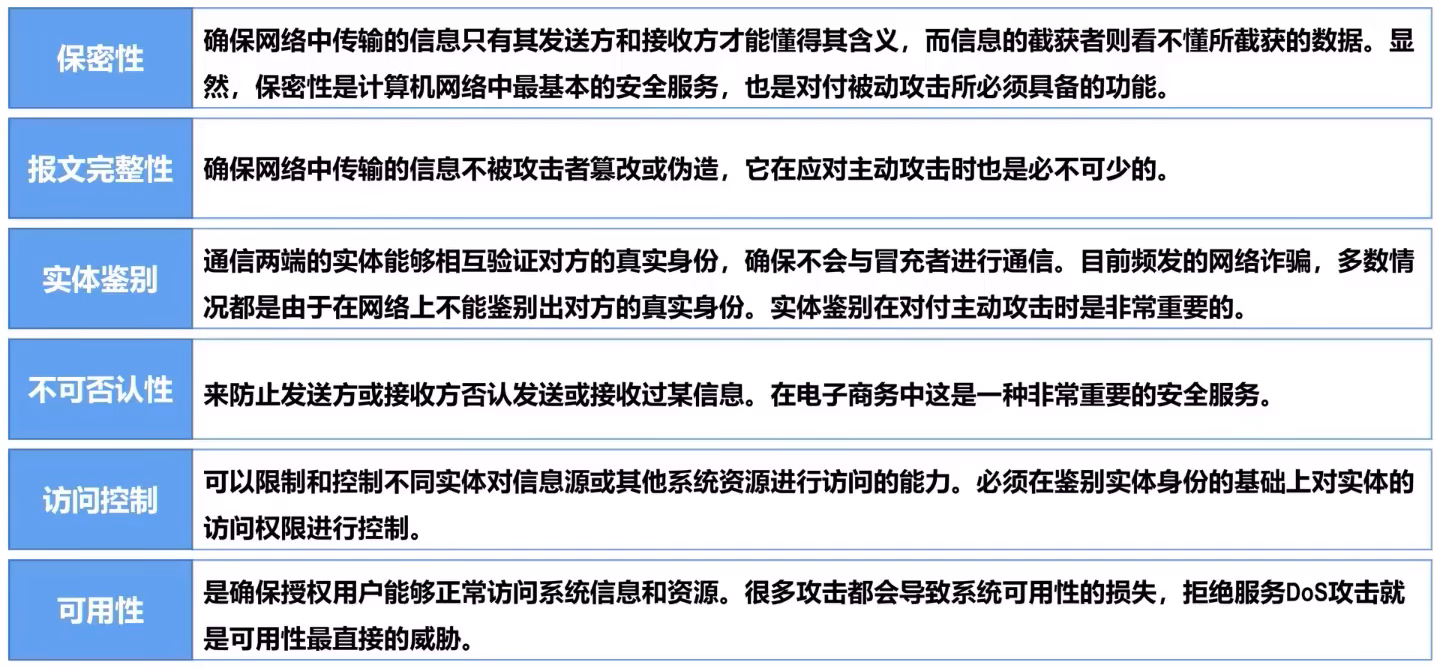 保密性
确保网络中传输的信息只有其发送方和接收方才能懂得其含义，而信息的截获者则看不懂所截获的数据。显
然，保密性是计算机网络中最基本的安全服务，也是对付被动攻击所必须具备的功能。
报文完整性
确保网络中传输的信息不被攻击者篡改或伪造，它在应对主动攻击时也是必不可少的。
实体鉴别
通信两端的实体能够相互验证对方的真实身份，确保不会与冒充者进行通信。目前频发的网络诈骗，多数情
况都是由于在网络上不能鉴别出对方的真实身份。实体鉴别在对付主动攻击时是非常重要的。
不可否认性
来防止发送方或接收方否认发送或接收过某信息。在电子商务中这是一种非常重要的安全服务。
访问控制
可以限制和控制不同实体对信息源或其他系统资源进行访问的能力。必须在鉴别实体身份的基础上对实体的
访问权限进行控制。
可用性
是确保授权用户能够正常访问系统信息和资源。很多攻击都会导致系统可用性的损失，拒绝服务DoS攻击就
是可用性最直接的威胁。